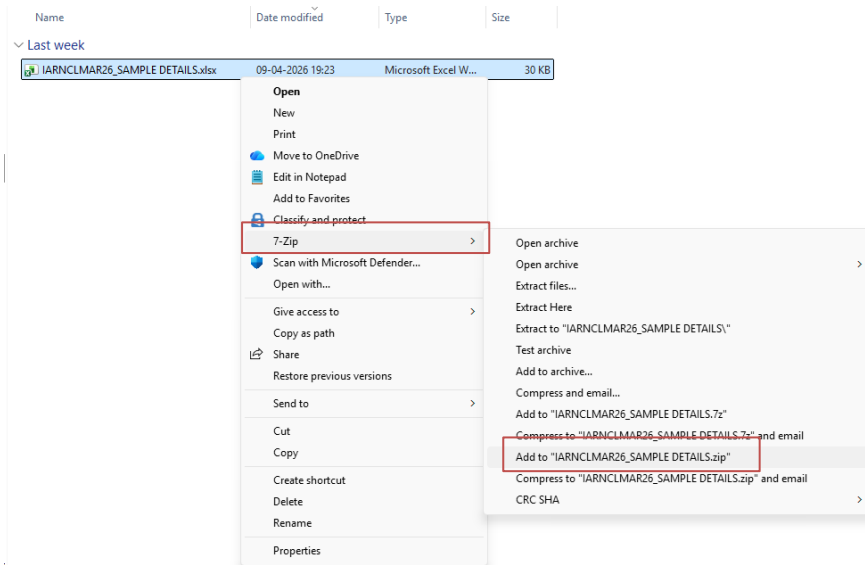 Name Date modified Type Size
Last week
IARNCLMAR26_SAMPLE DETAILS.xlsx 09-04-2026 19:23 Microsoft Excel W... 30 KB
Open
New
Print
Move to OneDrive
Edit in Notepad
Add to Favorites
Classify and protect
7-Zip
Scan with Microsoft Defender...
Open with...
Give access to
Copy as path
Share
Restore previous versions
Send to
Cut
Copy
Create shortcut
Delete
Rename
Properties
Open archive
Open archive
Extract files...
Extract Here
Extract to "IARNCLMAR26_SAMPLE DETAILS\"
Test archive
Add to archive...
Compress and email...
Add to "IARNCLMAR26_SAMPLE DETAILS.7z"
Compress to "IARNCLMAR26_SAMPLE DETAILS.7z" and email
Add to "IARNCLMAR26_SAMPLE DETAILS.zip"
Compress to "IARNCLMAR26_SAMPLE DETAILS.zip" and email
CRC SHA